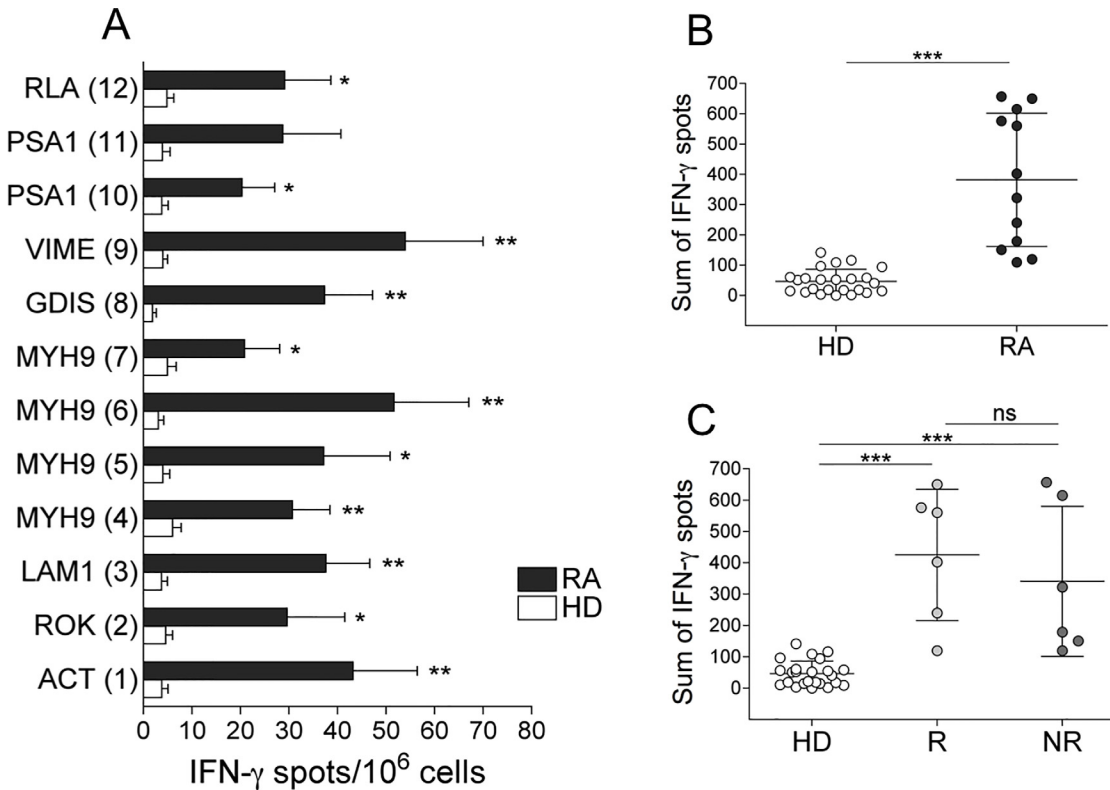 A
RLA (12)
*
PSA1 (11)
PSA1 (10)
*
VIME (9)
**
GDIS (8)
**
MYH9 (7)
*
MYH9 (6)
**
MYH9 (5)
*
MYH9 (4)
**
LAM1 (3)
**
ROK (2)
*
ACT (1)
**
RA
HD
0 10 20 30 40 50 60 70 80
IFN-γ spots/10⁶ cells
B
***
Sum of IFN-γ spots
700
600
500
400
300
200
100
0
HD RA
C
ns
***
***
Sum of IFN-γ spots
700
600
500
400
300
200
100
0
HD R NR